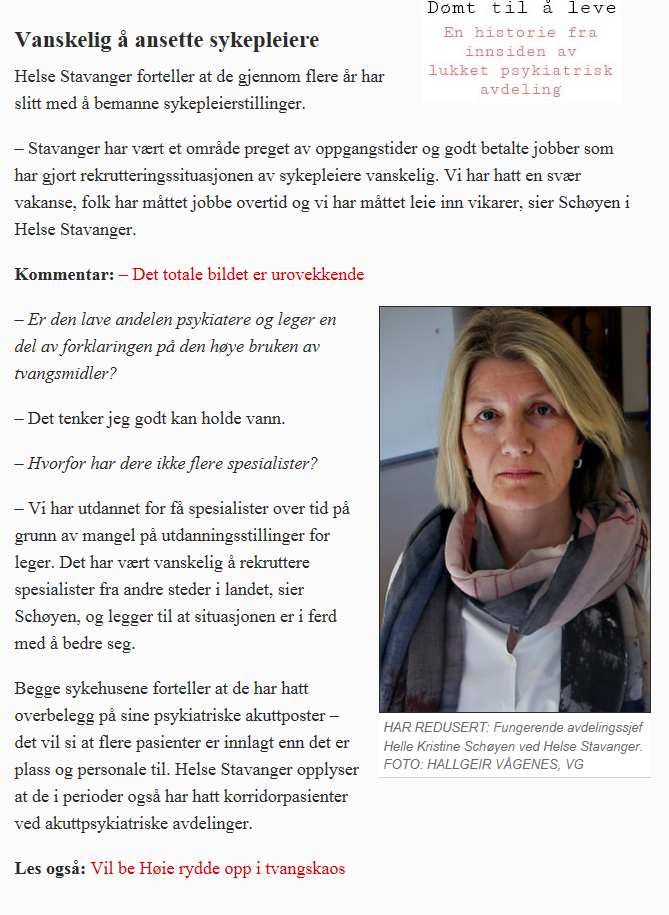 Dømt til å leve
En historie fra
innsiden av
lukket psykiatrisk
avdeling
Vanskelig å ansette sykepleiere
Helse Stavanger forteller at de gjennom flere år har
slitt med å bemanne sykepleierstillinger.
– Stavanger har vært et område preget av oppgangstider og godt betalte jobber som
har gjort rekrutteringssituasjonen av sykepleiere vanskelig. Vi har hatt en svær
vakanse, folk har måttet jobbe overtid og vi har måttet leie inn vikarer, sier Schøyen i
Helse Stavanger.
Kommentar: – Det totale bildet er urovekkende
– Er den lave andelen psykiatere og leger en
del av forklaringen på den høye bruken av
tvangsmidler?
– Det tenker jeg godt kan holde vann.
– Hvorfor har dere ikke flere spesialister?
– Vi har utdannet for få spesialister over tid på
grunn av mangel på utdanningsstillinger for
leger. Det har vært vanskelig å rekruttere
spesialister fra andre steder i landet, sier
Schøyen, og legger til at situasjonen er i ferd
med å bedre seg.
Begge sykehusene forteller at de har hatt
overbelegg på sine psykiatriske akuttposter –
det vil si at flere pasienter er innlagt enn det er
plass og personale til. Helse Stavanger opplyser
at de i perioder også har hatt korridorpasienter
ved akuttpsykiatriske avdelinger.
HAR REDUSERT: Fungerende avdelingssjef
Helle Kristine Schøyen ved Helse Stavanger.
FOTO: HALLGEIR VÅGENES, VG
Les også: Vil be Høie rydde opp i tvangskaos